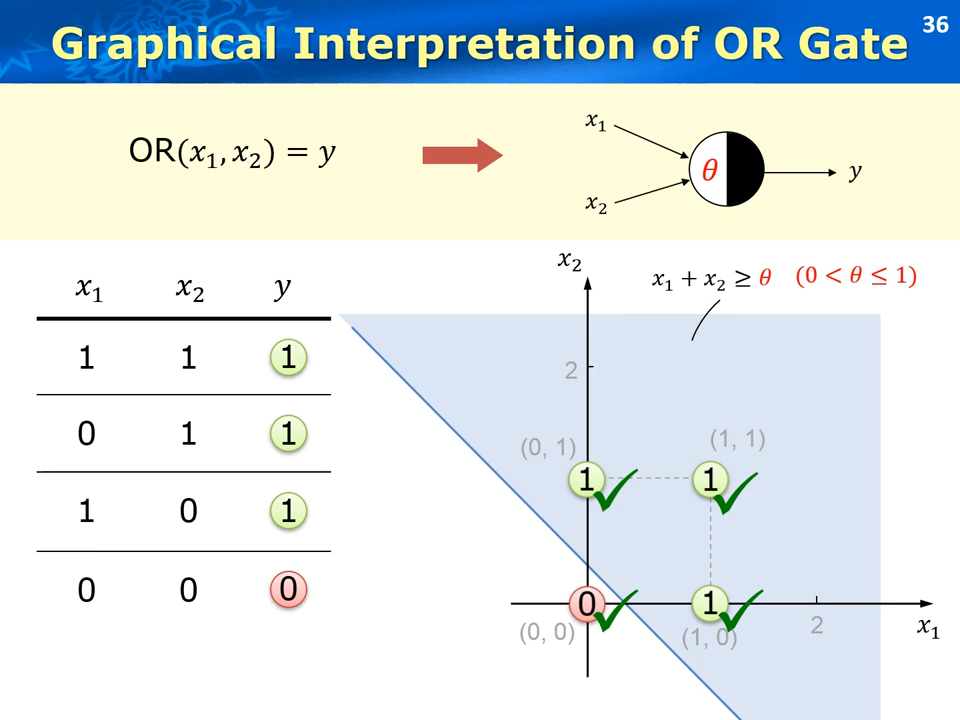 Graphical Interpretation of OR Gate
36
OR(x₁, x₂) = y
x₁
x₂
θ
y
x₁ x₂ y
1 1 1
0 1 1
1 0 1
0 0 0
x₂
x₁ + x₂ ≥ θ (0 < θ ≤ 1)
2
(0, 1)
(1, 1)
1
1
0
1
(0, 0)
(1, 0)
2
x₁